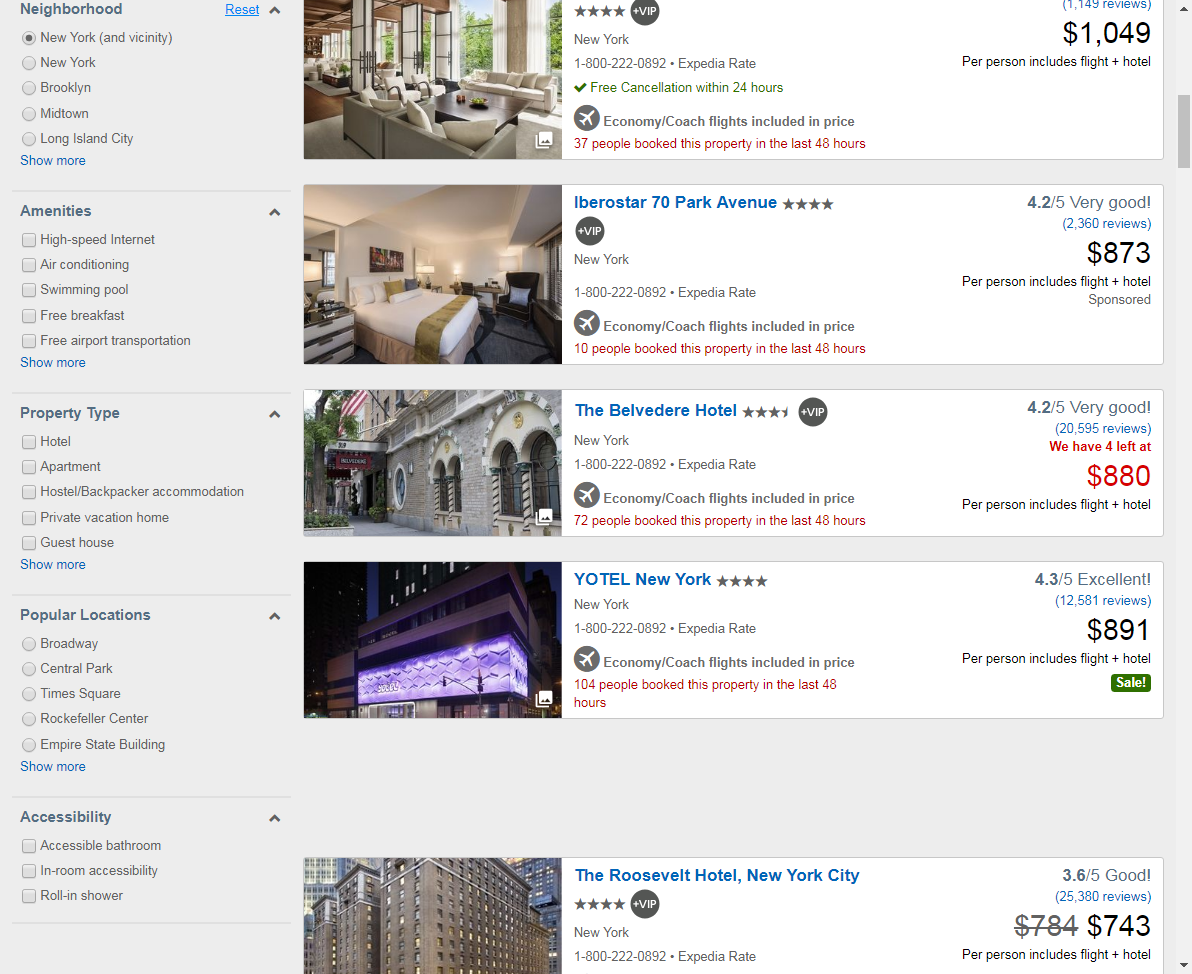 Neighborhood Reset
New York (and vicinity)
New York
Brooklyn
Midtown
Long Island City
Show more
Amenities
High-speed Internet
Air conditioning
Swimming pool
Free breakfast
Free airport transportation
Show more
Property Type
Hotel
Apartment
Hostel/Backpacker accommodation
Private vacation home
Guest house
Show more
Popular Locations
Broadway
Central Park
Times Square
Rockefeller Center
Empire State Building
Show more
Accessibility
Accessible bathroom
In-room accessibility
Roll-in shower
+VIP
New York
1-800-222-0892 • Expedia Rate
Free Cancellation within 24 hours
Economy/Coach flights included in price
37 people booked this property in the last 48 hours
(1,149 reviews)
$1,049
Per person includes flight + hotel
Iberostar 70 Park Avenue
+VIP
New York
1-800-222-0892 • Expedia Rate
Economy/Coach flights included in price
10 people booked this property in the last 48 hours
4.2/5 Very good!
(2,360 reviews)
$873
Per person includes flight + hotel
Sponsored
BELVEDERE
The Belvedere Hotel +VIP
New York
1-800-222-0892 • Expedia Rate
Economy/Coach flights included in price
72 people booked this property in the last 48 hours
4.2/5 Very good!
(20,595 reviews)
We have 4 left at
$880
Per person includes flight + hotel
YOTEL
YOTEL New York
New York
1-800-222-0892 • Expedia Rate
Economy/Coach flights included in price
104 people booked this property in the last 48
hours
4.3/5 Excellent!
(12,581 reviews)
$891
Per person includes flight + hotel
Sale!
The Roosevelt Hotel, New York City
+VIP
New York
1-800-222-0892 • Expedia Rate
3.6/5 Good!
(25,380 reviews)
$784 $743
Per person includes flight + hotel